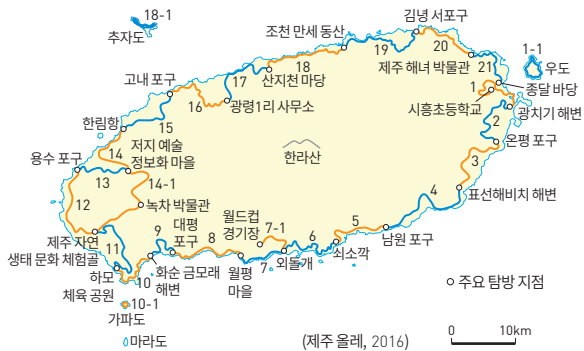 18-1
추자도
조천 만세 동산
김녕 서포구
19
20
1-1
우도
고내 포구
17
18
산지천 마당
제주 해녀 박물관
21
종달 바당
16
광령1리 사무소
1
시흥초등학교
광치기 해변
한림항
15
2
온평 포구
저지 예술
정보화 마을
14
한라산
용수 포구
3
13
14-1
4
표선해비치 해변
12
녹차 박물관
월드컵
경기장
대평
포구
7-1
5
제주 자연
생태 문화 체험골
9
8
6
남원 포구
11
쇠소깍
하모
체육 공원
10
화순 금모래
해변
월평
마을
7
외돌개
주요 탐방 지점
10-1
가파도
마라도
(제주 올레, 2016)
0
10km